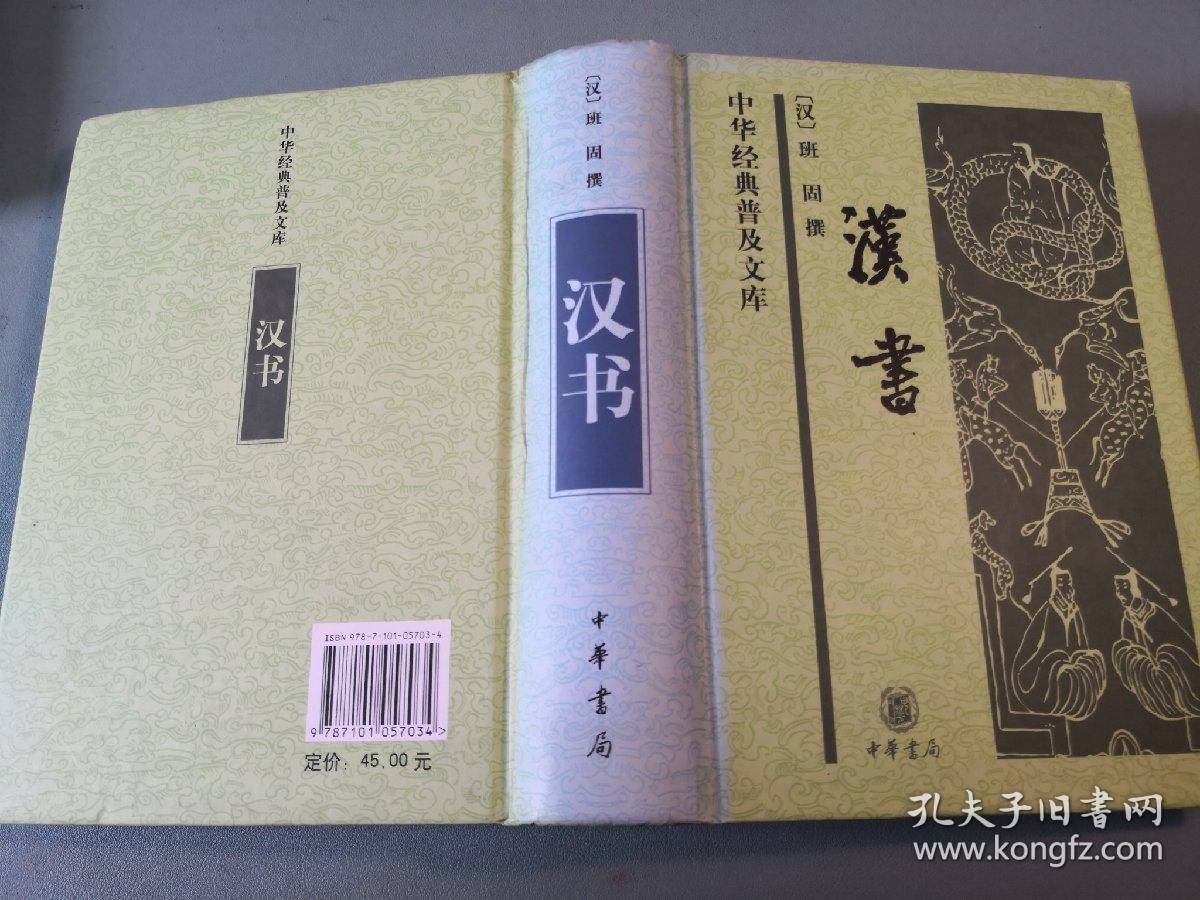 中华经典普及文库
〔汉〕班 固 撰
漢書
中華書局
〔汉〕班 固 撰
汉书
中華書局
中华经典普及文库
汉书
ISBN 978-7-101-05703-4
9 787101 057034 >
定价: 45.00 元
孔夫子旧書网
www.kongfz.com